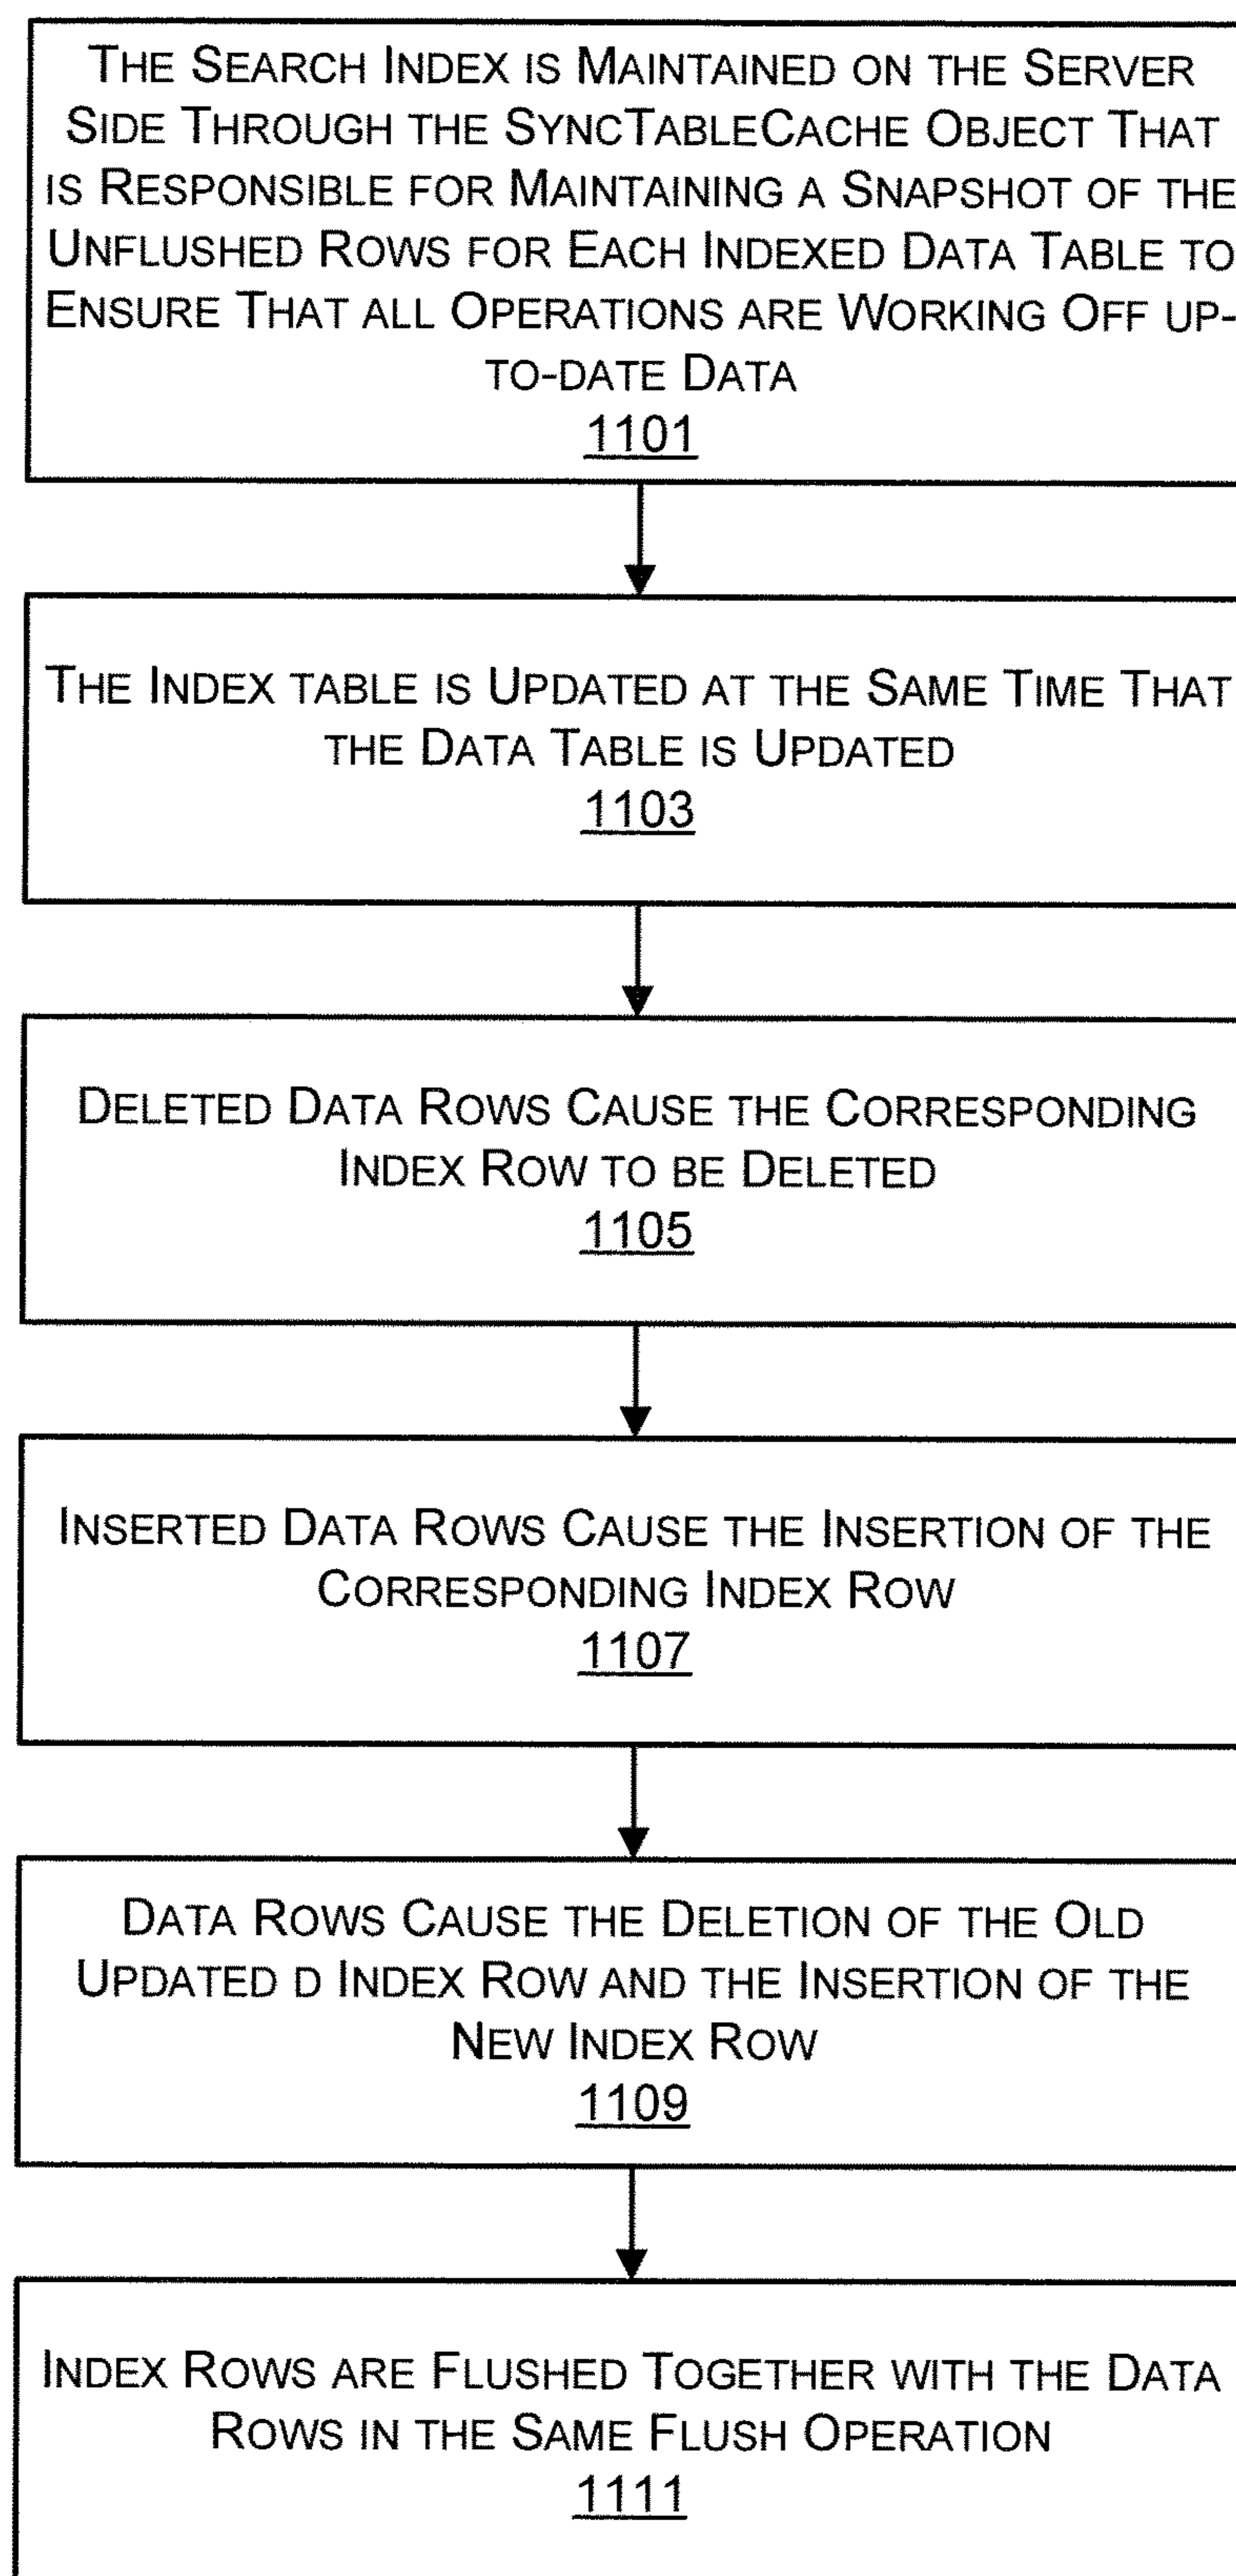 THE SEARCH INDEX IS MAINTAINED ON THE SERVER
SIDE THROUGH THE SYNCTABLECACHE OBJECT THAT
IS RESPONSIBLE FOR MAINTAINING A SNAPSHOT OF THE
UNFLUSHED ROWS FOR EACH INDEXED DATA TABLE TO
ENSURE THAT ALL OPERATIONS ARE WORKING OFF UP-
TO-DATE DATA
1101
THE INDEX TABLE IS UPDATED AT THE SAME TIME THAT
THE DATA TABLE IS UPDATED
1103
DELETED DATA ROWS CAUSE THE CORRESPONDING
INDEX ROW TO BE DELETED
1105
INSERTED DATA ROWS CAUSE THE INSERTION OF THE
CORRESPONDING INDEX ROW
1107
DATA ROWS CAUSE THE DELETION OF THE OLD
UPDATED D INDEX ROW AND THE INSERTION OF THE
NEW INDEX ROW
1109
INDEX ROWS ARE FLUSHED TOGETHER WITH THE DATA
ROWS IN THE SAME FLUSH OPERATION
1111